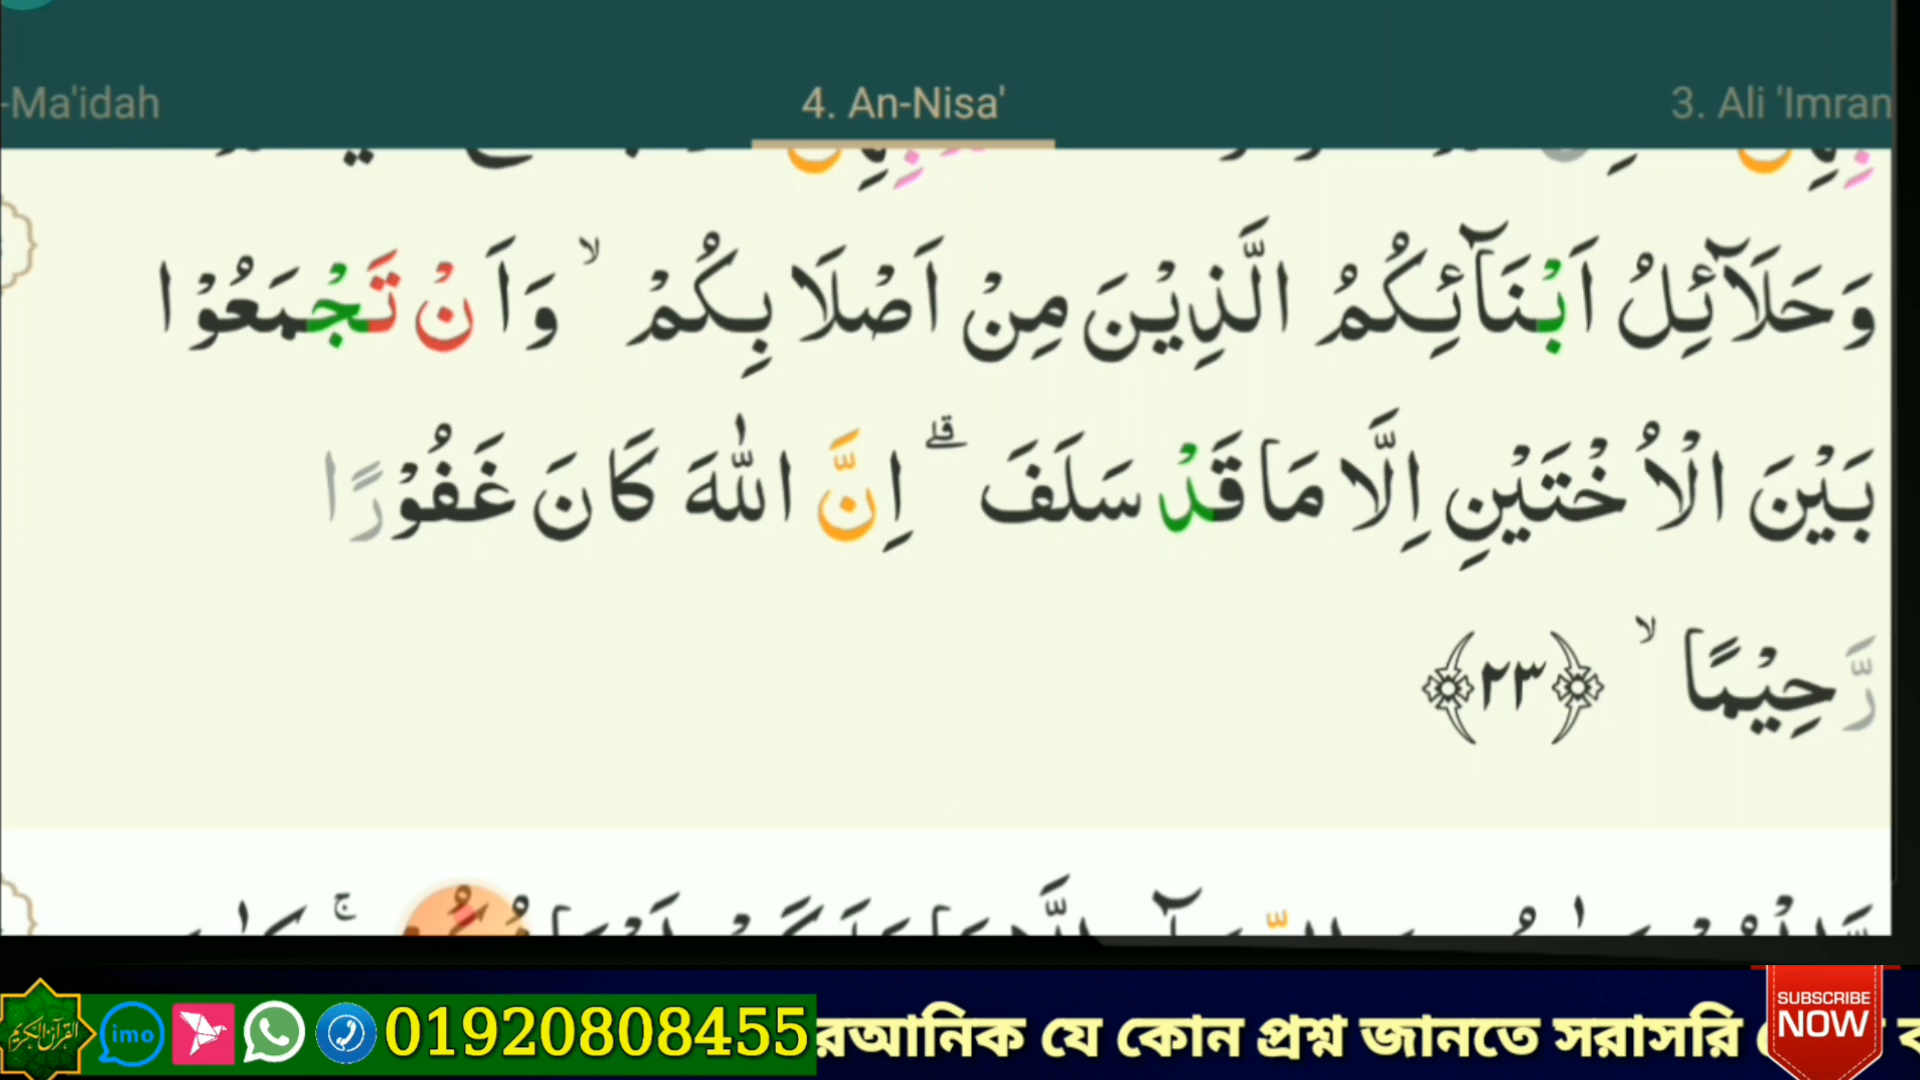 -Ma'idah 4. An-Nisa' 3. Ali 'Imran
وَحَلَآئِلُ اَبْنَآئِكُمُ الَّذِيْنَ مِنْ اَصْلَابِكُمْ ۙ وَاَنْ تَجْمَعُوْا
بَيْنَ الْاُخْتَيْنِ اِلَّا مَا قَدْ سَلَفَ ۗ اِنَّ اللّٰهَ كَانَ غَفُوْرًا
رَّحِيْمًا ۙ ﴿٢٣﴾
imo 01920808455 রআনিক যে কোন প্রশ্ন জানতে সরাসরি
SUBSCRIBE
NOW